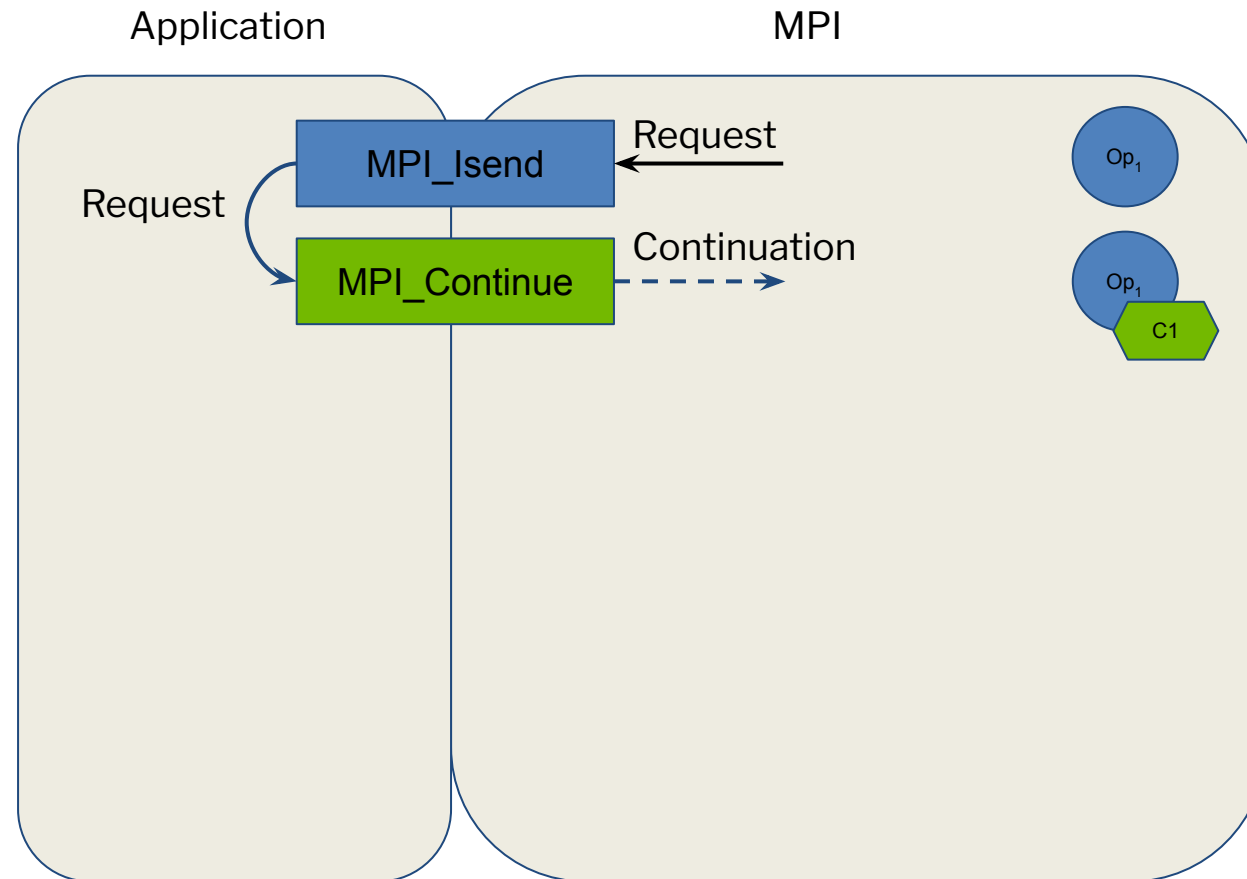 Application
MPI
MPI_Isend
Request
Op₁
Request
MPI_Continue
Continuation
Op₁
C1